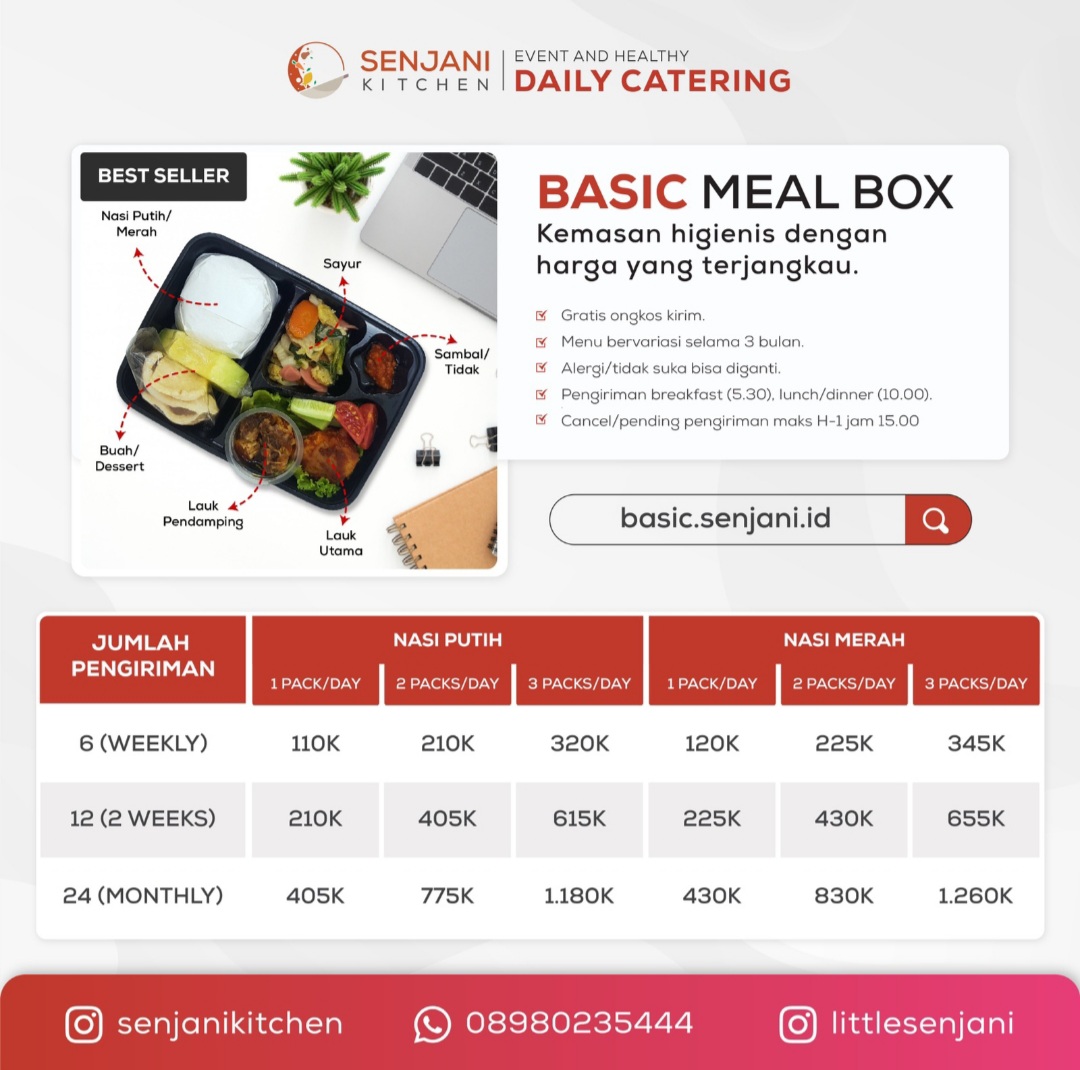 SENJANI
KITCHEN
EVENT AND HEALTHY
DAILY CATERING
BEST SELLER
Nasi Putih/
Merah
Sayur
Sambal/
Tidak
Buah/
Dessert
Lauk
Pendamping
Lauk
Utama
BASIC MEAL BOX
Kemasan higienis dengan
harga yang terjangkau.
Gratis ongkos kirim.
Menu bervariasi selama 3 bulan.
Alergi/tidak suka bisa diganti.
Pengiriman breakfast (5.30), lunch/dinner (10.00).
Cancel/pending pengiriman maks H-1 jam 15.00
basic.senjani.id
JUMLAH
PENGIRIMAN
NASI PUTIH
NASI MERAH
1 PACK/DAY 2 PACKS/DAY 3 PACKS/DAY 1 PACK/DAY 2 PACKS/DAY 3 PACKS/DAY
6 (WEEKLY) 110K 210K 320K 120K 225K 345K
12 (2 WEEKS) 210K 405K 615K 225K 430K 655K
24 (MONTHLY) 405K 775K 1.180K 430K 830K 1.260K
senjanikitchen 08980235444 littlesenjani